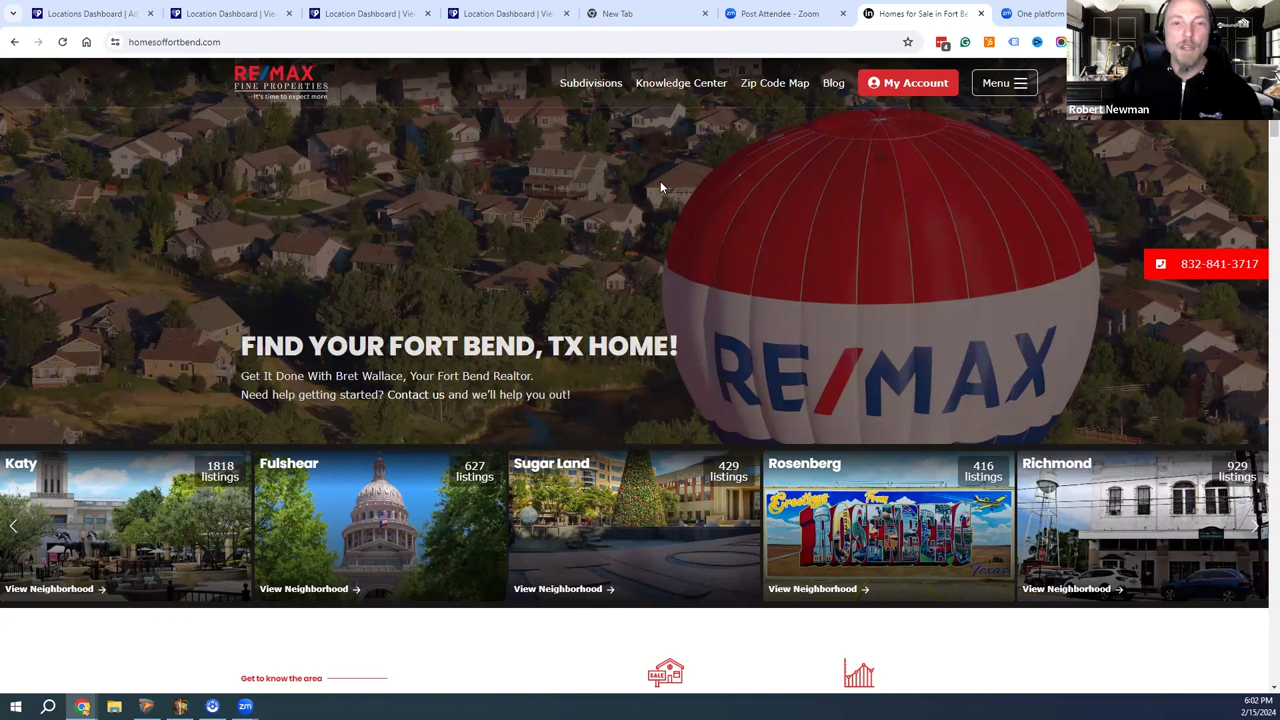 Locations Dashboard Ad
Location Dashboard | Vie
Location Dashboard | Vie
Location Dashboard | Vie
New Tab
Post Attendee - Zoom
Homes for Sale in Fort Be
One platform
homesoffortbend.com
4
Robert Newman
RE/MAX
FINE PROPERTIES
It's time to expect more
Subdivisions
Knowledge Center
Zip Code Map
Blog
My Account
Menu
832-841-3717
RE/MAX
FIND YOUR FORT BEND, TX HOME!
Get It Done With Bret Wallace, Your Fort Bend Realtor.
Need help getting started? Contact us and we'll help you out!
Katy
1818
listings
View Neighborhood →
Fulshear
627
listings
View Neighborhood →
Sugar Land
429
listings
View Neighborhood →
Rosenberg
416
listings
Greetings From
ROSENBERG
Texas
View Neighborhood →
Richmond
929
listings
View Neighborhood →
Get to know the area
SALE
6:02 PM
2/15/2024